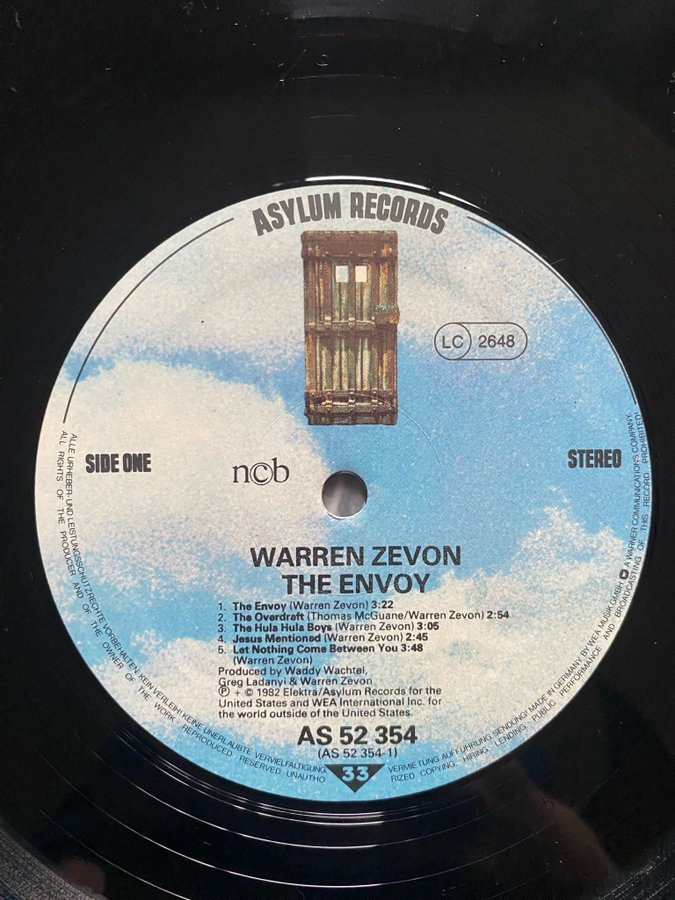 ASYLUM RECORDS
LC 2648
SIDE ONE
ncb
STEREO
WARREN ZEVON
THE ENVOY
1. The Envoy (Warren Zevon) 3:22
2. The Overdraft (Thomas McGuane/Warren Zevon) 2:54
3. The Hula Hula Boys (Warren Zevon) 3:05
4. Jesus Mentioned (Warren Zevon) 2:45
5. Let Nothing Come Between You 3:48
(Warren Zevon)
Produced by Waddy Wachtel,
Greg Ladanyi & Warren Zevon
℗ + © 1982 Elektra/Asylum Records for the
United States and WEA International Inc. for
the world outside of the United States.
AS 52 354
(AS 52 354-1)
33
ALLE URHEBER- UND LEISTUNGSSCHUTZRECHTE VORBEHALTEN. KEIN VERLEIH! KEINE UNERLAUBTE VERVIELFÄLTIGUNG
VERMIETUNG AUFFÜHRUNG, SENDUNG! MADE IN GERMANY BY WEA MUSIK GMBH A WARNER COMMUNICATIONS COMPANY.
ALL RIGHTS OF THE PRODUCER AND OF THE OWNER OF THE WORK REPRODUCED RESERVED UNAUTHO
RIZED COPYING, HIRING, LENDING, PUBLIC PERFORMANCE AND BROADCASTING OF THIS RECORD PROHIBITED!